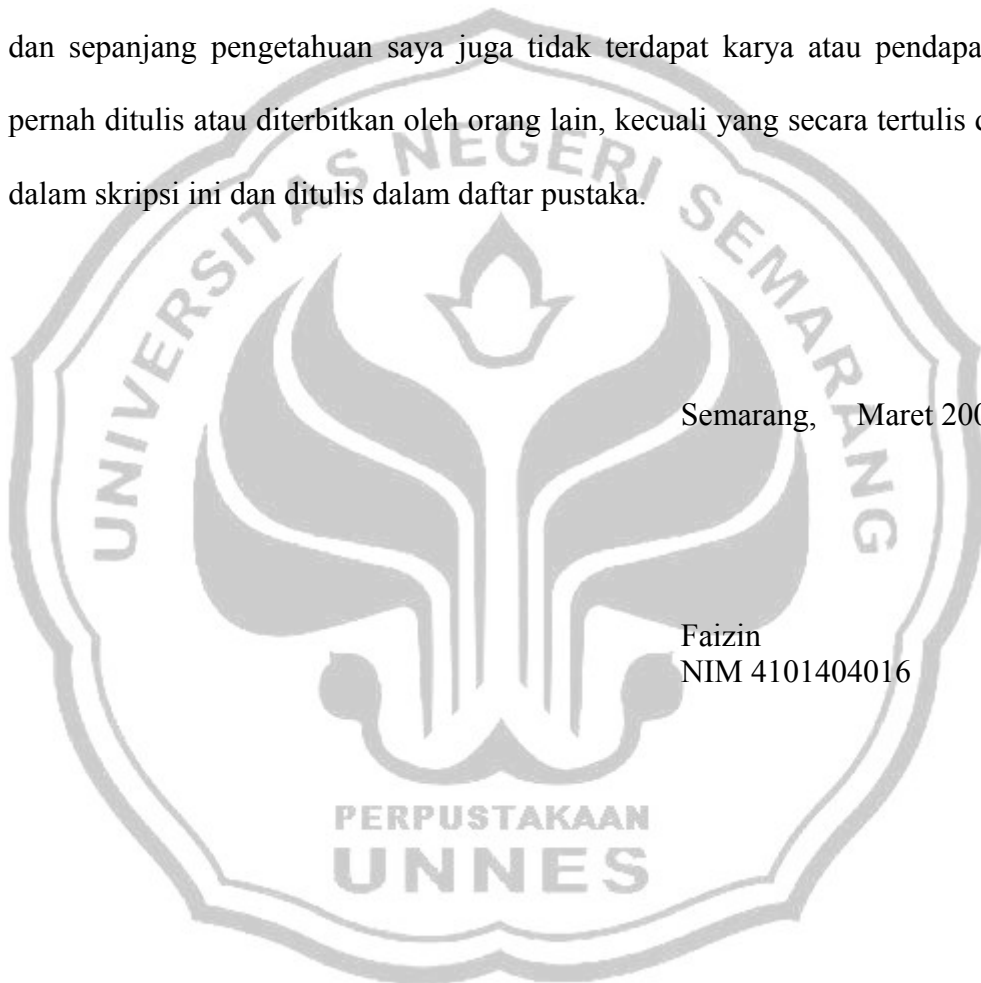 dan sepanjang pengetahuan saya juga tidak terdapat karya atau
pernah ditulis atau diterbitkan oleh orang lain, kecuali yang secara tertulis
dalam skripsi ini dan ditulis dalam daftar pustaka.
UNIVERSITAS NEGERI SEMARANG
Semarang, Maret
Faizin
NIM 4101404016
PERPUSTAKAAN
UNNES